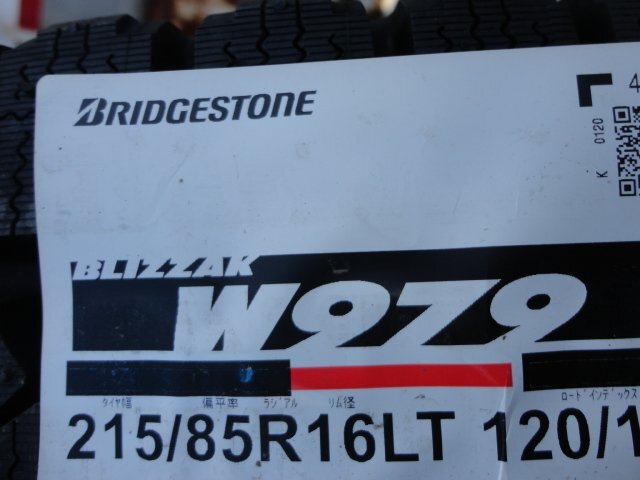 BRIDGESTONE
4
K 0120
BLIZZAK
W979
タイヤ幅 偏平率 ラジアル リム径 ロードインデックス
215/85R16LT 120/1